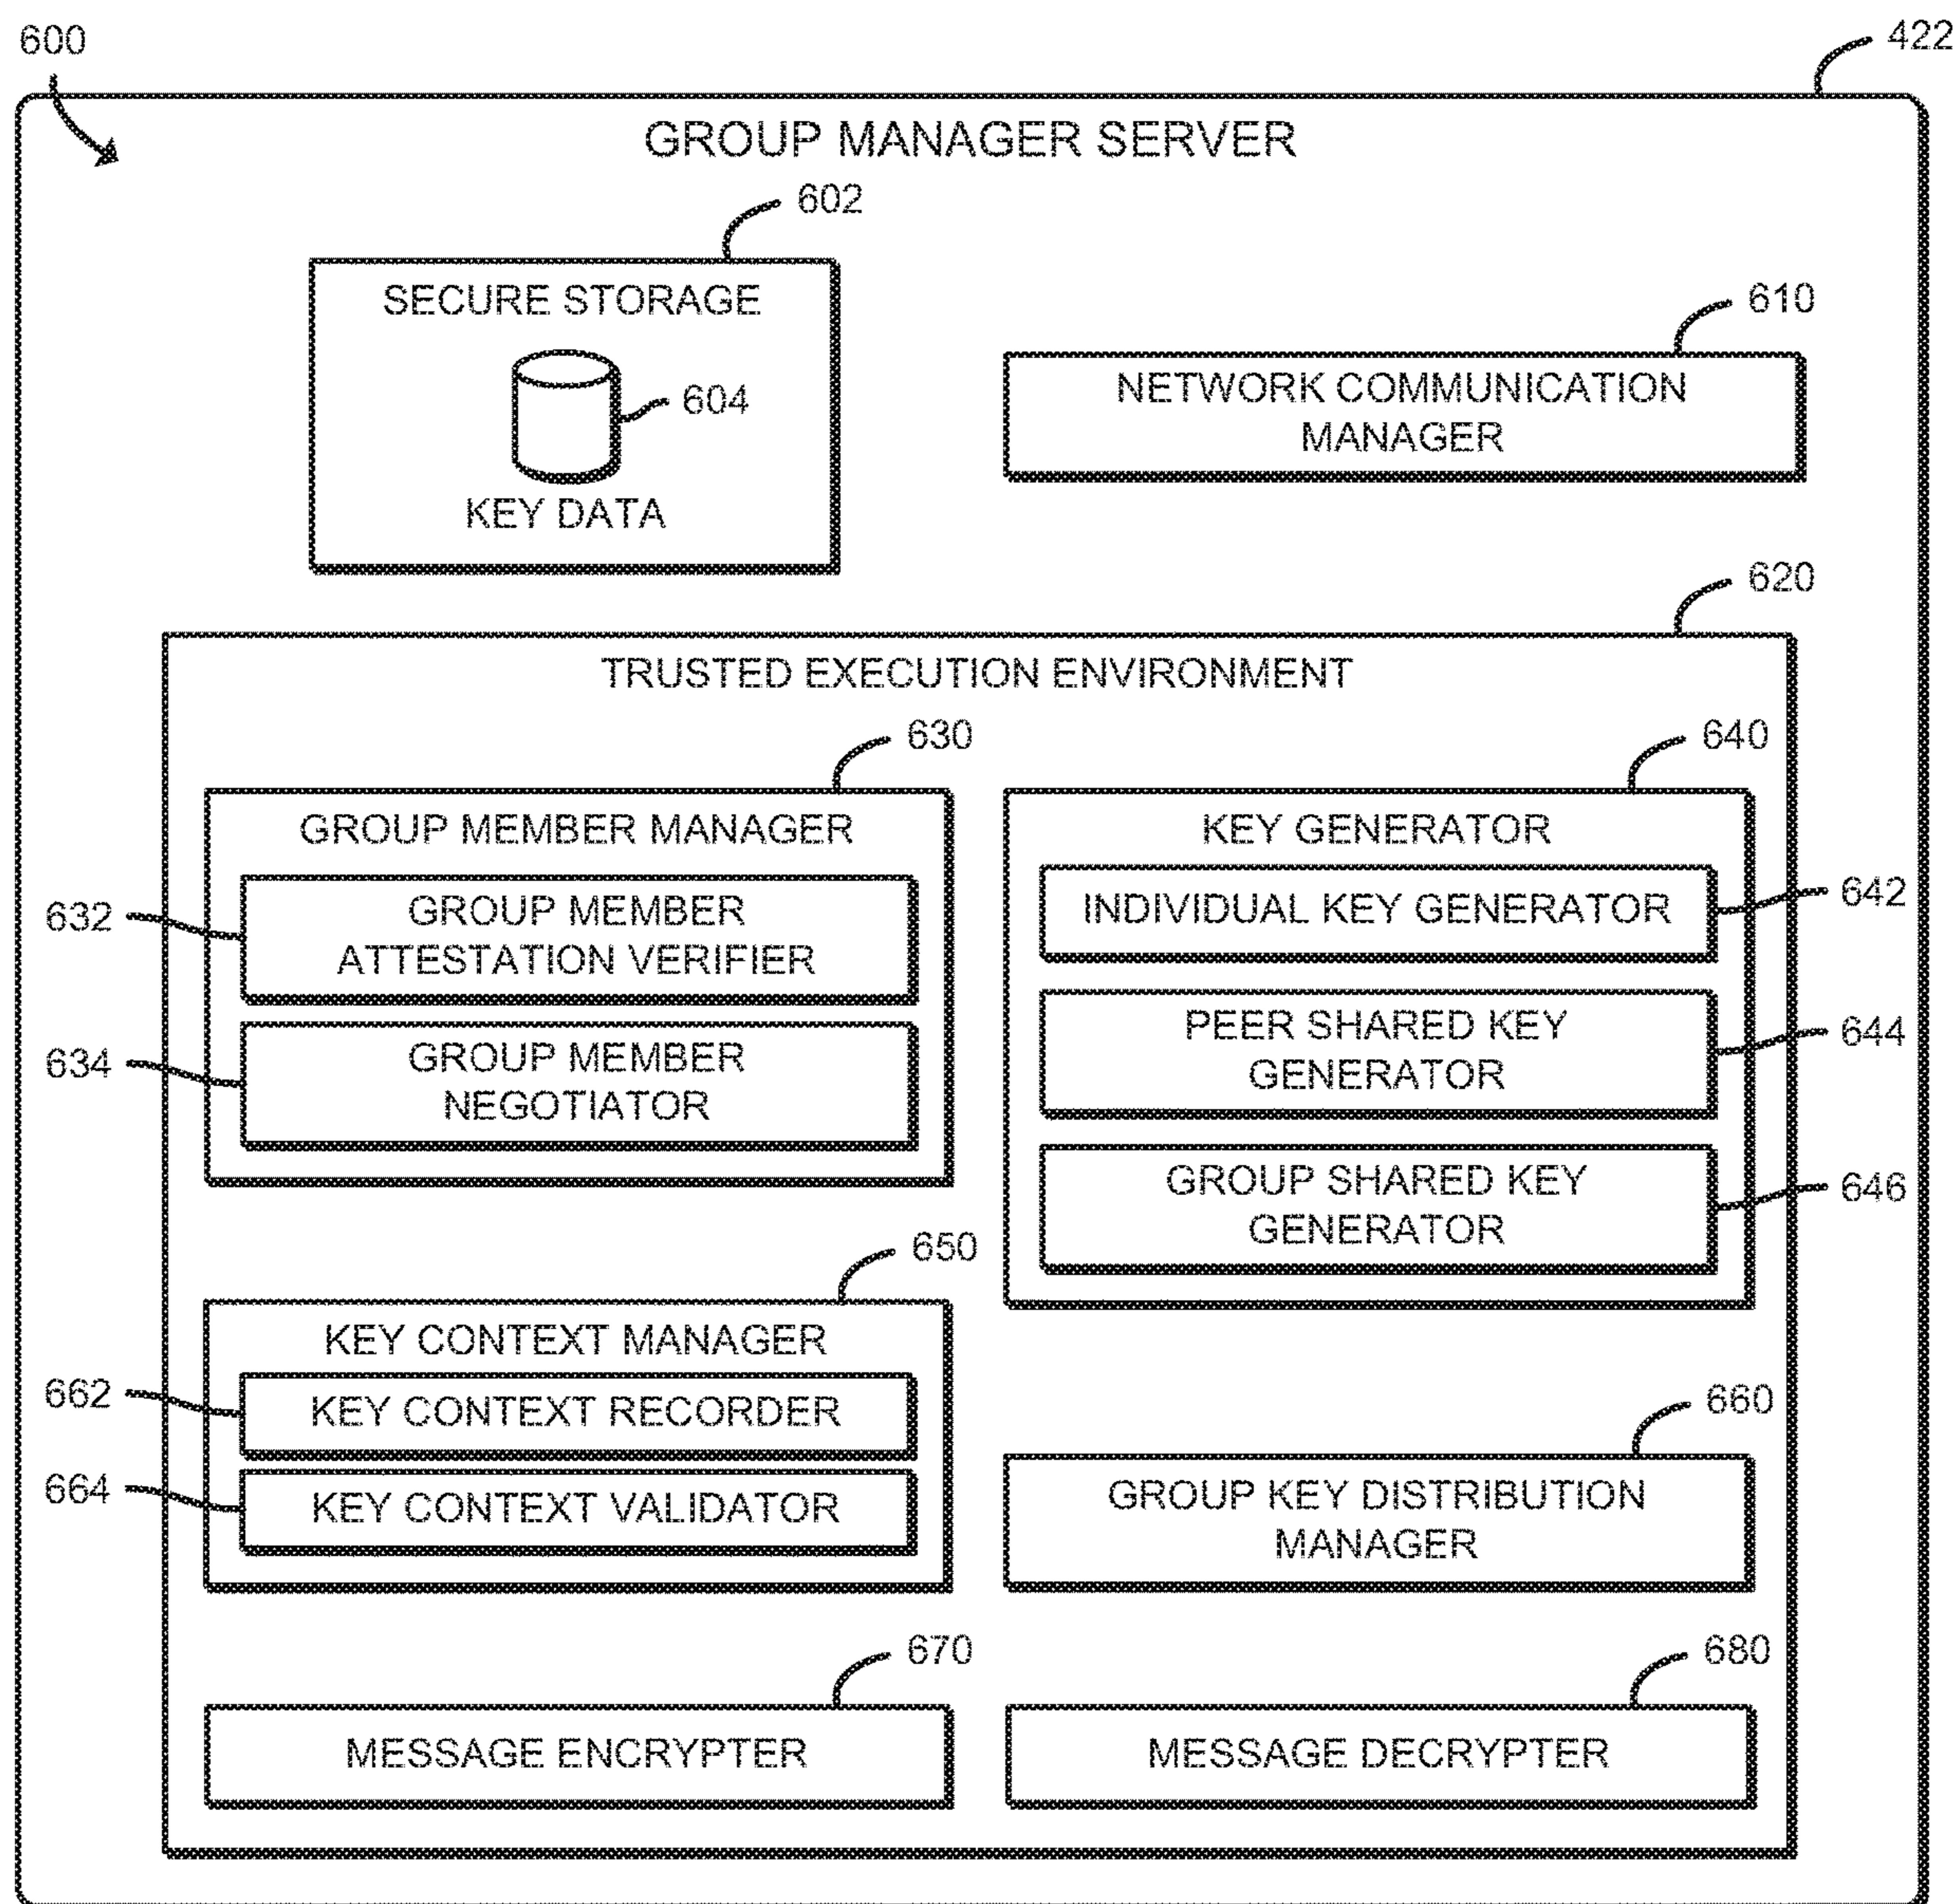 600
422
GROUP MANAGER SERVER
602
SECURE STORAGE
604
KEY DATA
610
NETWORK COMMUNICATION
MANAGER
620
TRUSTED EXECUTION ENVIRONMENT
630
GROUP MEMBER MANAGER
632
GROUP MEMBER
ATTESTATION VERIFIER
634
GROUP MEMBER
NEGOTIATOR
640
KEY GENERATOR
INDIVIDUAL KEY GENERATOR
642
PEER SHARED KEY
GENERATOR
644
GROUP SHARED KEY
GENERATOR
646
650
KEY CONTEXT MANAGER
662
KEY CONTEXT RECORDER
664
KEY CONTEXT VALIDATOR
660
GROUP KEY DISTRIBUTION
MANAGER
670
MESSAGE ENCRYPTER
680
MESSAGE DECRYPTER